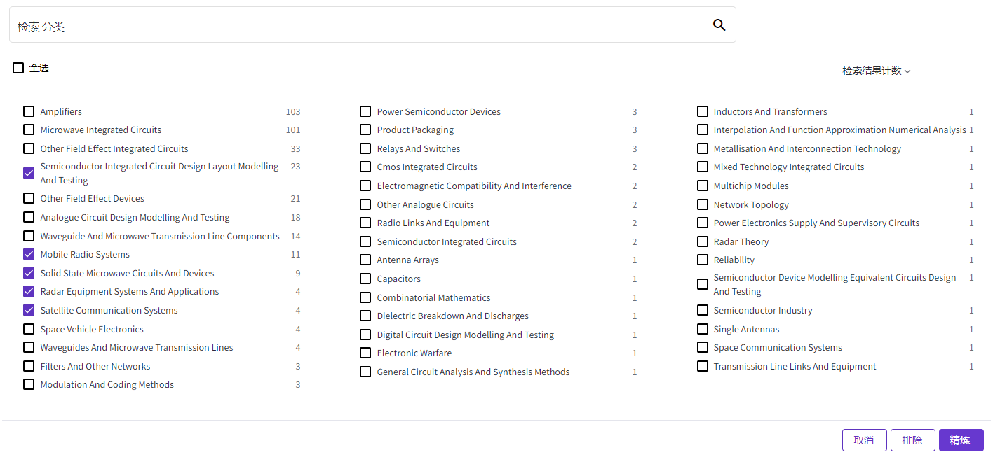 检索分类
全选
检索结果计数
Amplifiers 103
Microwave Integrated Circuits 101
Other Field Effect Integrated Circuits 33
Semiconductor Integrated Circuit Design Layout Modelling 23
And Testing
Other Field Effect Devices 21
Analogue Circuit Design Modelling And Testing 18
Waveguide And Microwave Transmission Line Components 14
Mobile Radio Systems 11
Solid State Microwave Circuits And Devices 9
Radar Equipment Systems And Applications 4
Satellite Communication Systems 4
Space Vehicle Electronics 4
Waveguides And Microwave Transmission Lines 4
Filters And Other Networks 3
Modulation And Coding Methods 3
Power Semiconductor Devices 3
Product Packaging 3
Relays And Switches 3
Cmos Integrated Circuits 2
Electromagnetic Compatibility And Interference 2
Other Analogue Circuits 2
Radio Links And Equipment 2
Semiconductor Integrated Circuits 2
Antenna Arrays 1
Capacitors 1
Combinatorial Mathematics 1
Dielectric Breakdown And Discharges 1
Digital Circuit Design Modelling And Testing 1
Electronic Warfare 1
General Circuit Analysis And Synthesis Methods 1
Inductors And Transformers 1
Interpolation And Function Approximation Numerical Analysis 1
Metallisation And Interconnection Technology 1
Mixed Technology Integrated Circuits 1
Multichip Modules 1
Network Topology 1
Power Electronics Supply And Supervisory Circuits 1
Radar Theory 1
Reliability 1
Semiconductor Device Modelling Equivalent Circuits Design 1
And Testing
Semiconductor Industry 1
Single Antennas 1
Space Communication Systems 1
Transmission Line Links And Equipment 1
取消 排除 精炼